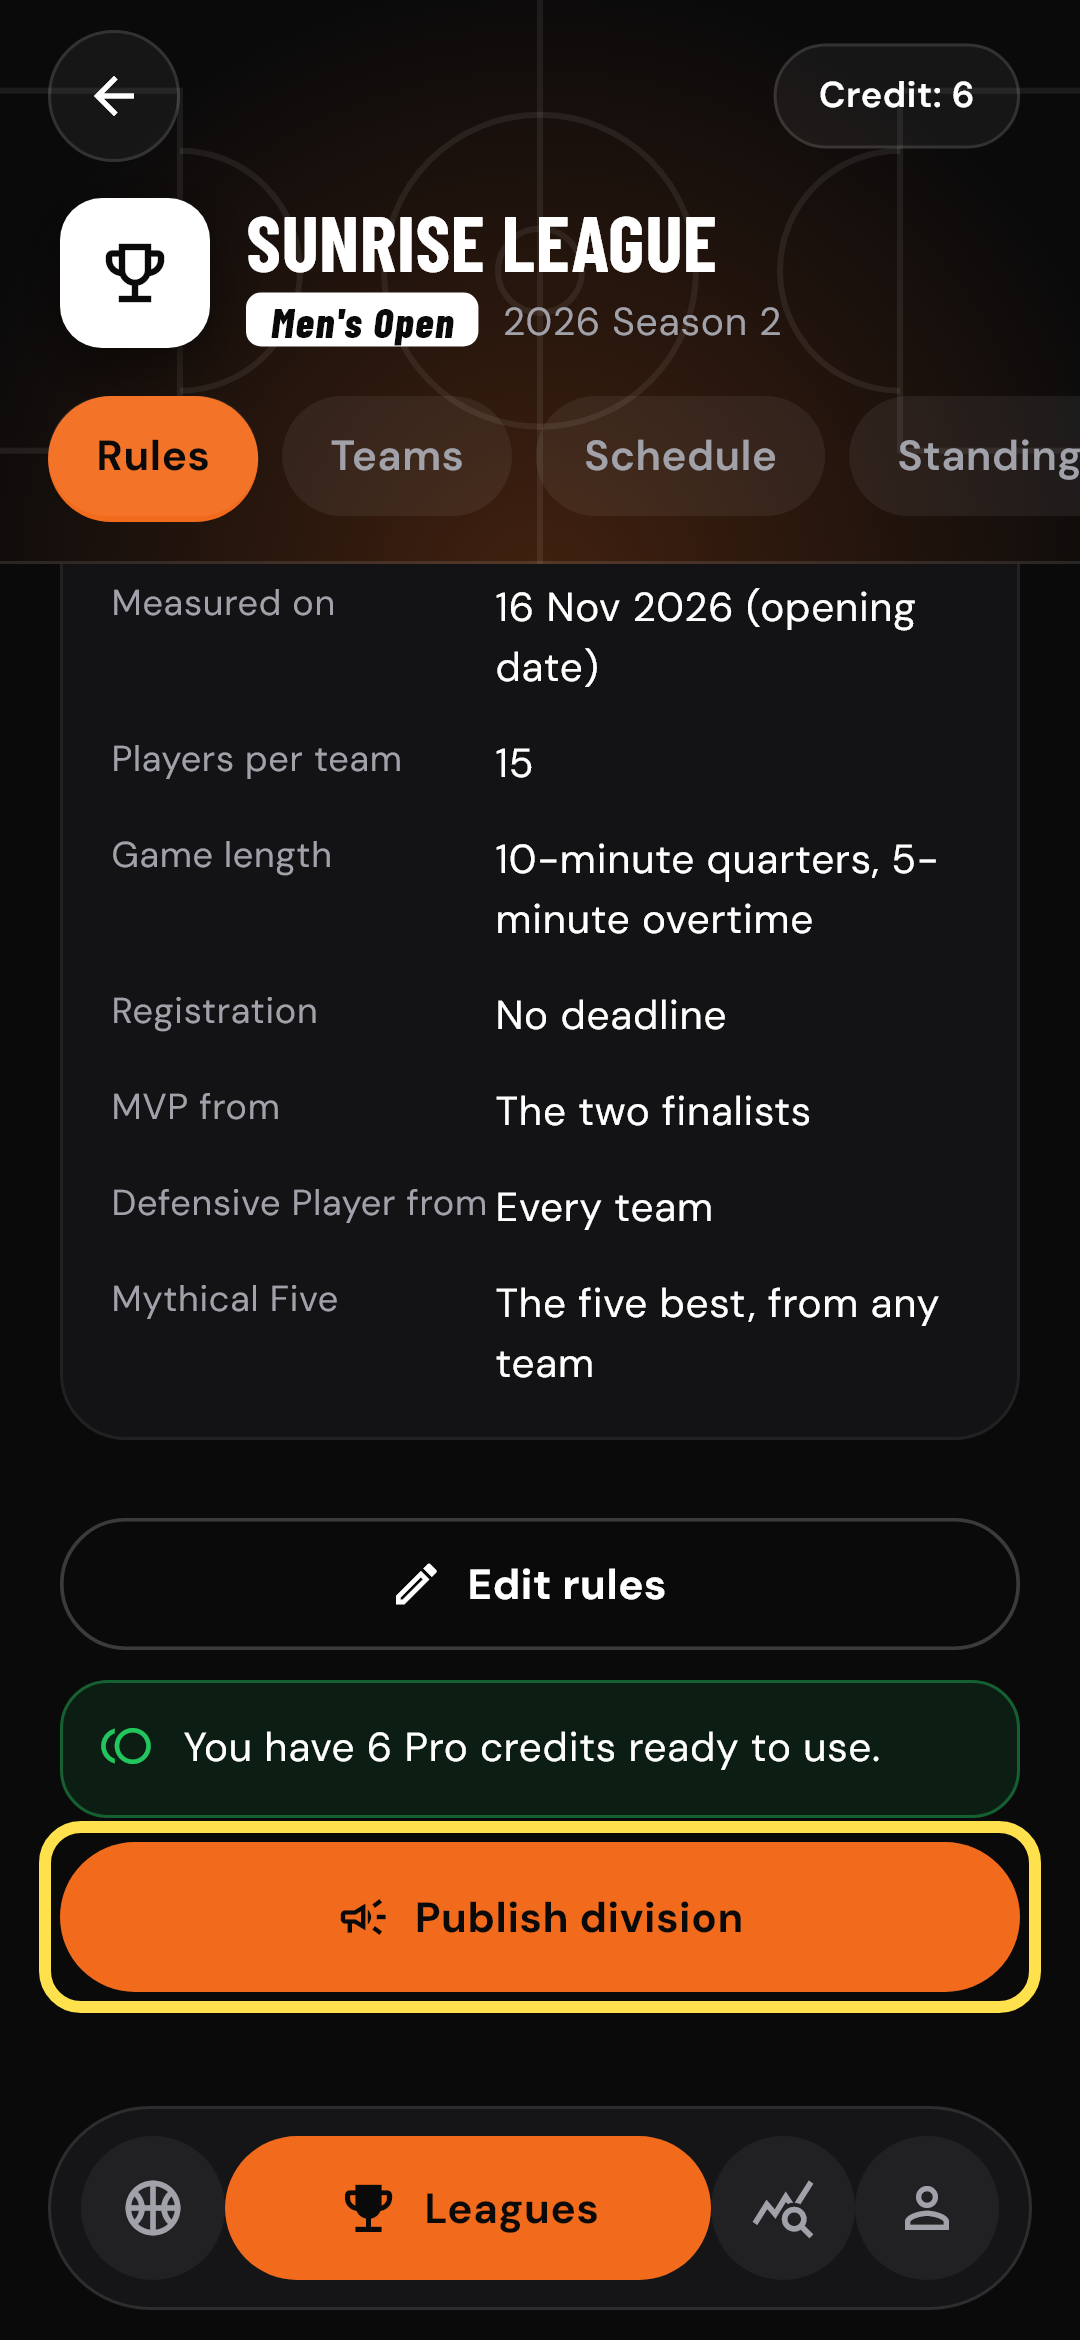 Credit: 6
SUNRISE LEAGUE
Men's Open 2026 Season 2
Rules Teams Schedule Standing
Measured on 16 Nov 2026 (opening
date)
Players per team 15
Game length 10-minute quarters, 5-
minute overtime
Registration No deadline
MVP from The two finalists
Defensive Player from Every team
Mythical Five The five best, from any
team
Edit rules
You have 6 Pro credits ready to use.
Publish division
Leagues